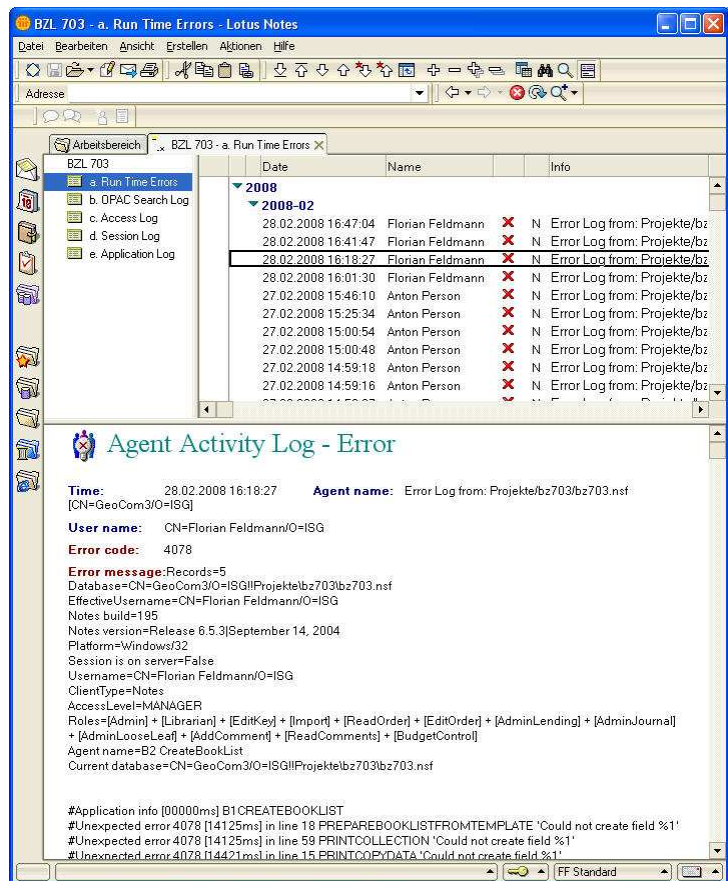 BZL 703 - a. Run Time Errors - Lotus Notes
Datei Bearbeiten Ansicht Erstellen Aktionen Hilfe
Adresse
Arbeitsbereich BZL 703 - a. Run Time Errors
BZL 703
a. Run Time Errors
b. OPAC Search Log
c. Access Log
d. Session Log
e. Application Log
Date Name Info
2008
2008-02
28.02.2008 16:47:04 Florian Feldmann N Error Log from: Projekte/bz
28.02.2008 16:41:47 Florian Feldmann N Error Log from: Projekte/bz
28.02.2008 16:18:27 Florian Feldmann N Error Log from: Projekte/bz
28.02.2008 16:01:30 Florian Feldmann N Error Log from: Projekte/bz
27.02.2008 15:46:10 Anton Person N Error Log from: Projekte/bz
27.02.2008 15:25:34 Anton Person N Error Log from: Projekte/bz
27.02.2008 15:00:54 Anton Person N Error Log from: Projekte/bz
27.02.2008 15:00:48 Anton Person N Error Log from: Projekte/bz
27.02.2008 14:59:18 Anton Person N Error Log from: Projekte/bz
27.02.2008 14:59:16 Anton Person N Error Log from: Projekte/bz
Agent Activity Log - Error
Time: 28.02.2008 16:18:27 Agent name: Error Log from: Projekte/bz703/bz703.nsf
[CN=GeoCom3/O=ISG]
User name: CN=Florian Feldmann/O=ISG
Error code: 4078
Error message:Records=5
Database=CN=GeoCom3/O=ISG!!Projekte\bz703\bz703.nsf
EffectiveUsername=CN=Florian Feldmann/O=ISG
Notes build=195
Notes version=Release 6.5.3|September 14, 2004
Platform=Windows/32
Session is on server=False
Username=CN=Florian Feldmann/O=ISG
ClientType=Notes
AccessLevel=MANAGER
Roles=[Admin] + [Librarian] + [EditKey] + [Import] + [ReadOrder] + [EditOrder] + [AdminLending] + [AdminJournal]
+ [AdminLooseLeaf] + [AddComment] + [ReadComments] + [BudgetControl]
Agent name=B2 CreateBookList
Current database=CN=GeoCom3/O=ISG!!Projekte\bz703\bz703.nsf
#Application info [00000ms] B1CREATEBOOKLIST
#Unexpected error 4078 [14125ms] in line 18 PREPAREBOOKLISTFROMTEMPLATE 'Could not create field %1'
#Unexpected error 4078 [14125ms] in line 59 PRINTCOLLECTION 'Could not create field %1'
#Unexpected error 4078 [14421ms] in line 15 PRINTCOPYDATA 'Could not create field %1'
FF Standard